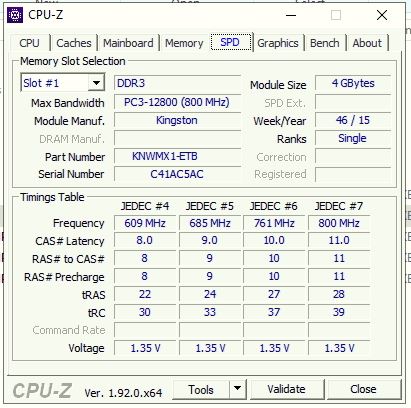 CPU-Z
CPU Caches Mainboard Memory SPD Graphics Bench About
Memory Slot Selection
Slot #1 DDR3 Module Size 4 GBytes
Max Bandwidth PC3-12800 (800 MHz) SPD Ext.
Module Manuf. Kingston Week/Year 46 / 15
DRAM Manuf. Ranks Single
Part Number KNWMX1-ETB Correction
Serial Number C41AC5AC Registered
Timings Table
JEDEC #4 JEDEC #5 JEDEC #6 JEDEC #7
Frequency 609 MHz 685 MHz 761 MHz 800 MHz
CAS# Latency 8.0 9.0 10.0 11.0
RAS# to CAS# 8 9 10 11
RAS# Precharge 8 9 10 11
tRAS 22 24 27 28
tRC 30 33 37 39
Command Rate
Voltage 1.35 V 1.35 V 1.35 V 1.35 V
CPU-Z Ver. 1.92.0.x64 Tools Validate Close